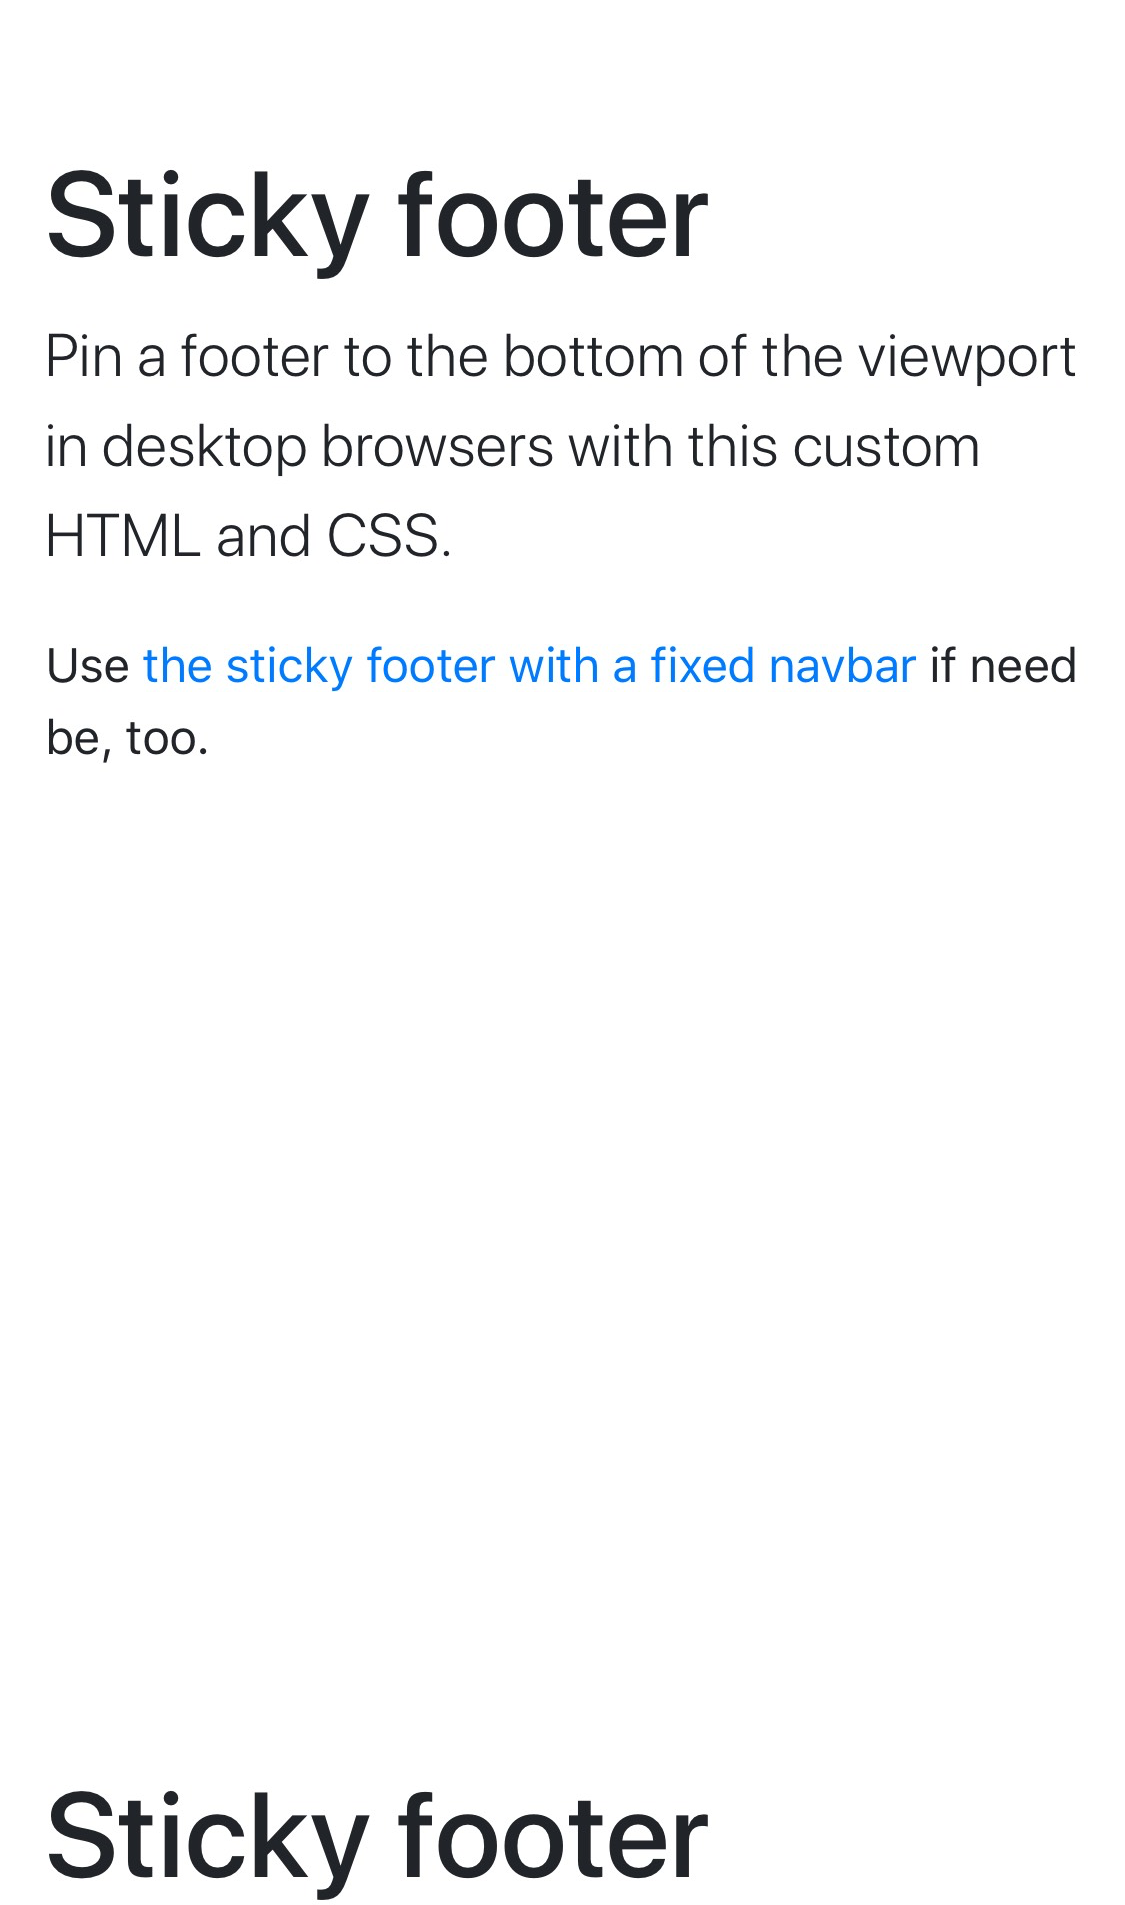 Sticky footer
Pin a footer to the bottom of the viewport
in desktop browsers with this custom
HTML and CSS.
Use the sticky footer with a fixed navbar if need
be, too.
Sticky footer